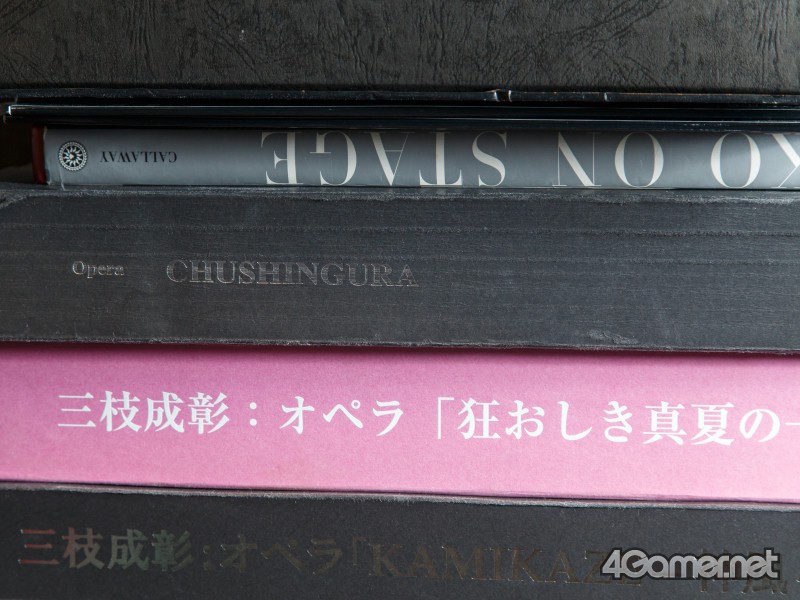 CALLAWAY KO ON STAGE
Opera CHUSHINGURA
三枝成彰：オペラ「狂おしき真夏の一
三枝成彰：オペラ「KAMIKAZE
4Gamer.net